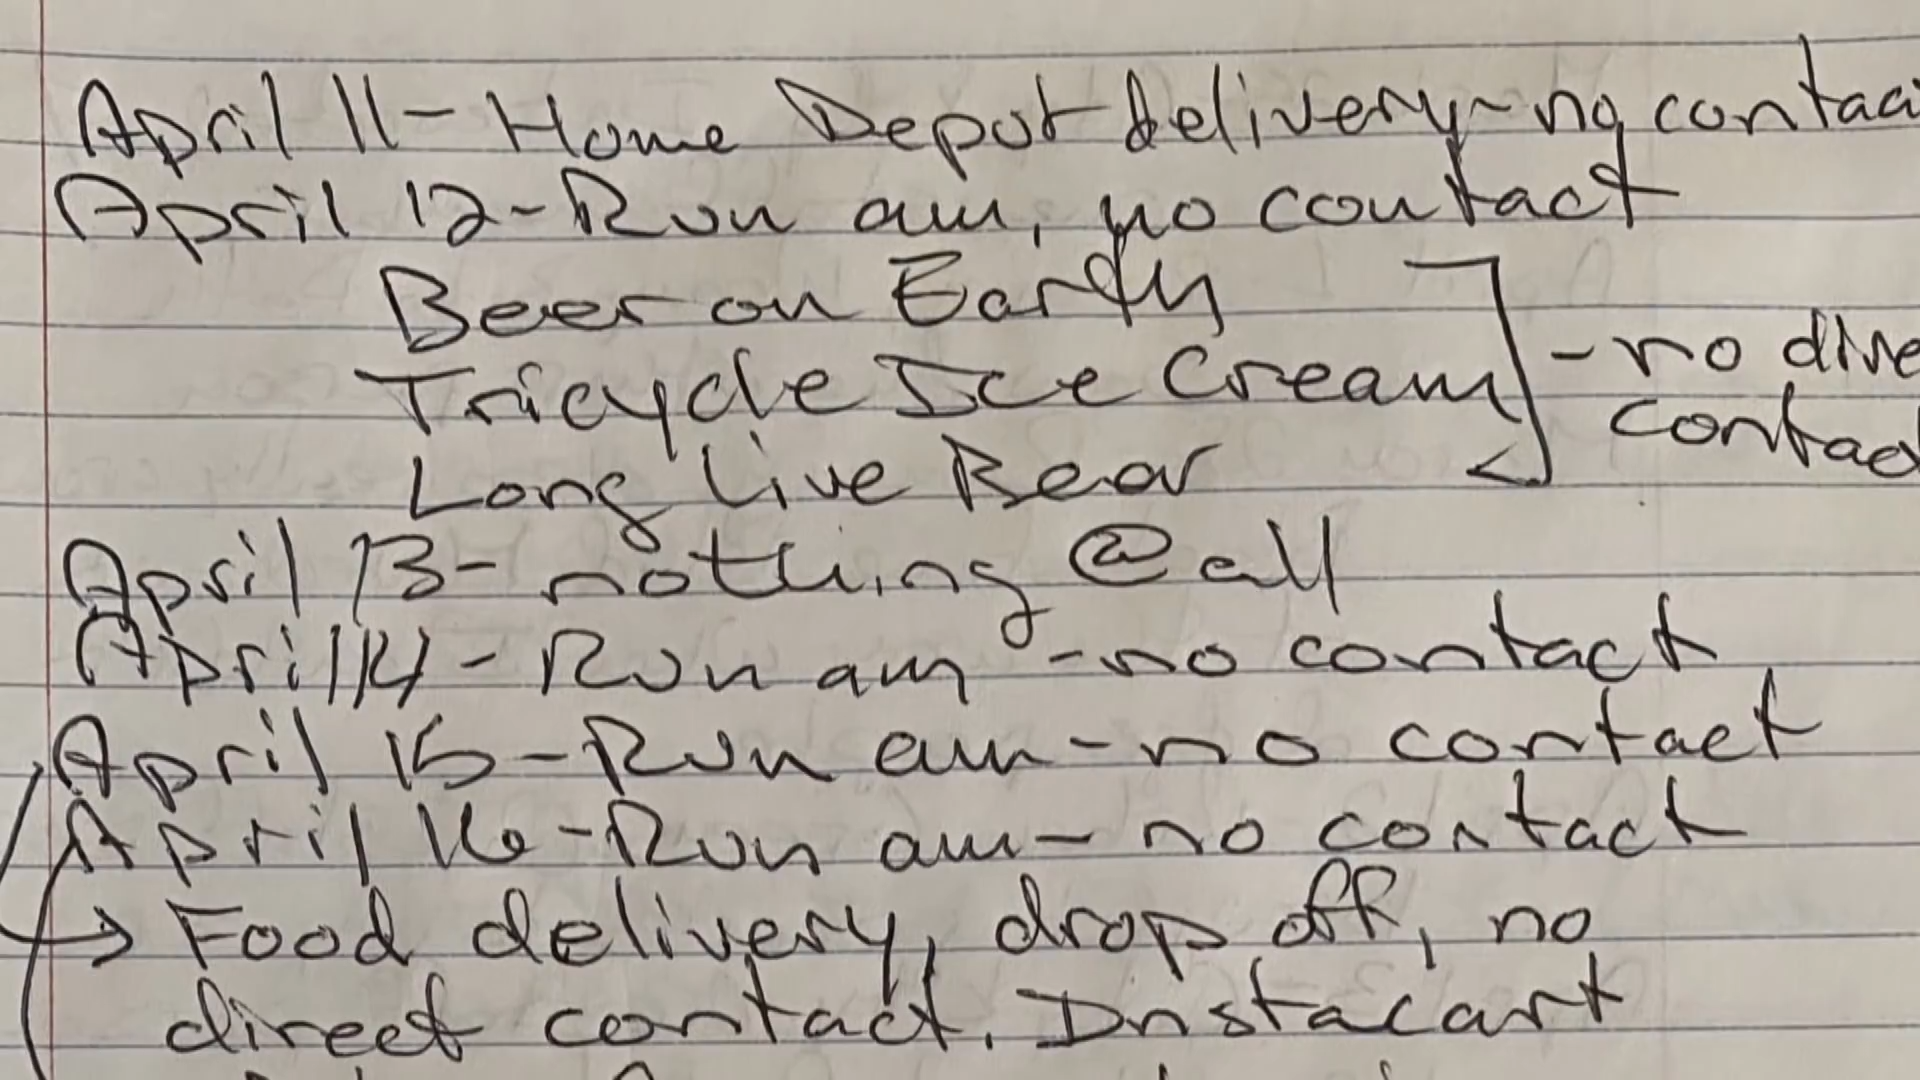 April 11- Home Depot delivery- no contac
April 12- Run am, no contact
Beer on Earth
Tricycle Ice Cream - no dire
Long Live Bear contac
April 13- nothing @ all
April 14 - Run am - no contact
April 15 - Run am - no contact
April 16 - Run am - no contact
→ Food delivery, drop off, no
direct contact. Instacart